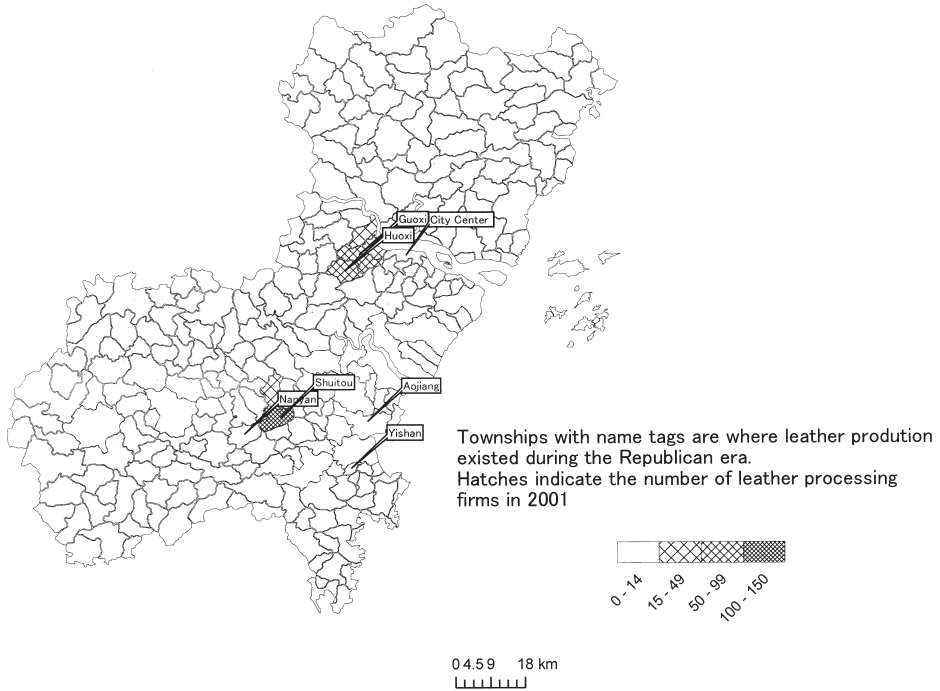 Guoxi City Center
Huoxi
Shuitou
Nanyan
Aojiang
Yishan
Townships with name tags are where leather prodution
existed during the Republican era.
Hatches indicate the number of leather processing
firms in 2001
0 - 14
15 - 49
50 - 99
100 - 150
0 4.5 9 18 km